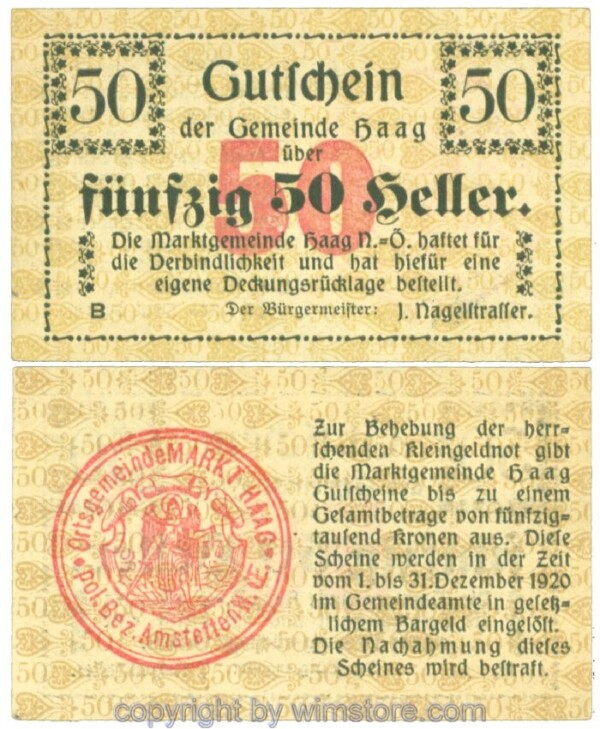 50 Gutſchein 50
der Gemeinde Haag
über
50
fünfzig 50 Heller.
Die Marktgemeinde Haag N.=Ö. haftet für
die Verbindlichkeit und hat hiefür eine
eigene Deckungsrücklage beſtellt.
B Der Bürgermeiſter: J. Nagelſtraſſer.
Ortsgemeinde MARKT HAAG
pol. Bez. Amstetten N. Ö.
Zur Behebung der herr=
ſchenden Kleingeldnot gibt
die Marktgemeinde Haag
Gutſcheine bis zu einem
Geſamtbetrage von fünfzig=
tauſend Kronen aus. Dieſe
Scheine werden in der Zeit
vom 1. bis 31. Dezember 1920
im Gemeindeamte in geſetz=
lichem Bargeld eingelöſt.
Die Nachahmung dieſes
Scheines wird beſtraft.
copyright by wimstore.com